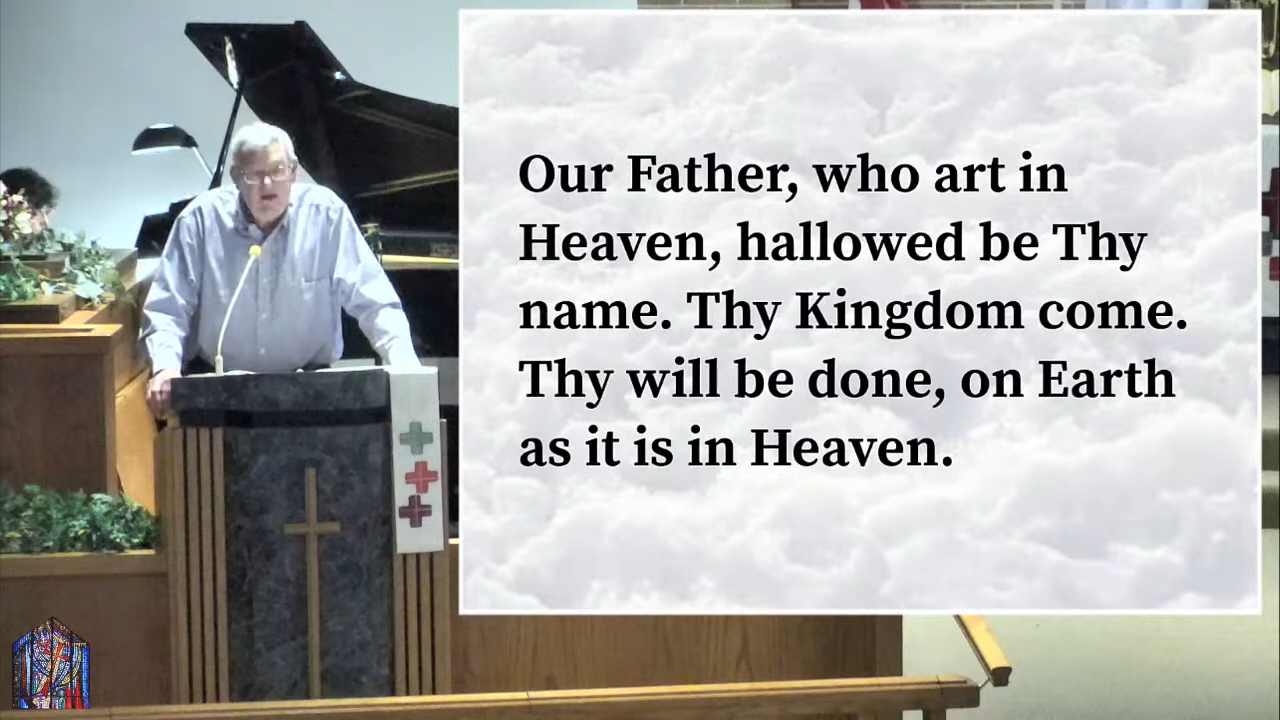 Our Father, who art in
Heaven, hallowed be Thy
name. Thy Kingdom come.
Thy will be done, on Earth
as it is in Heaven.